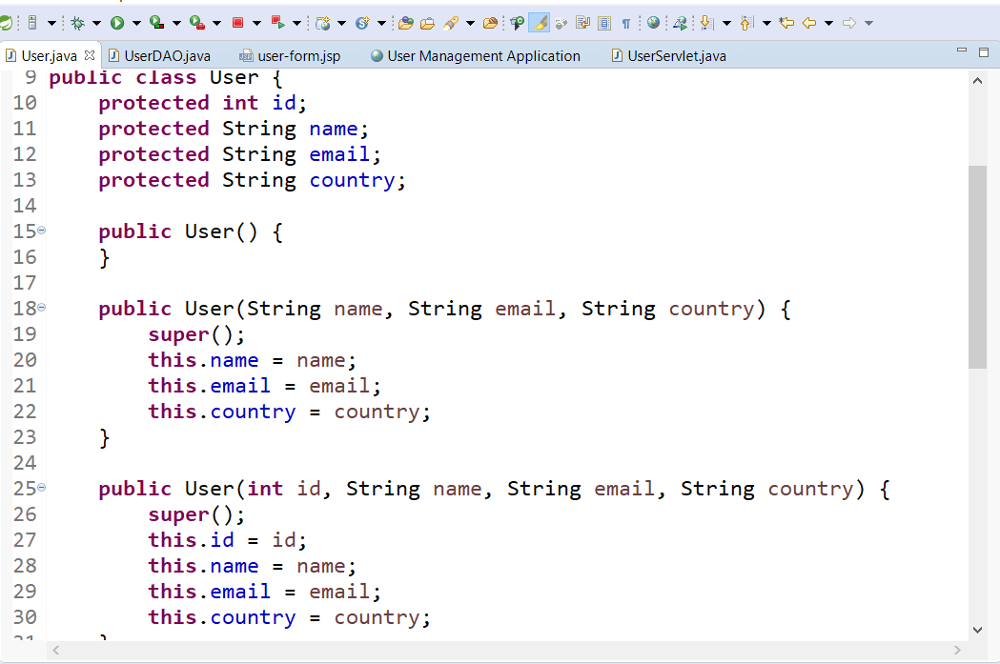 User.java UserDAO.java user-form.jsp User Management Application UserServlet.java
9 public class User {
10 protected int id;
11 protected String name;
12 protected String email;
13 protected String country;
14
15 public User() {
16 }
17
18 public User(String name, String email, String country) {
19 super();
20 this.name = name;
21 this.email = email;
22 this.country = country;
23 }
24
25 public User(int id, String name, String email, String country) {
26 super();
27 this.id = id;
28 this.name = name;
29 this.email = email;
30 this.country = country;